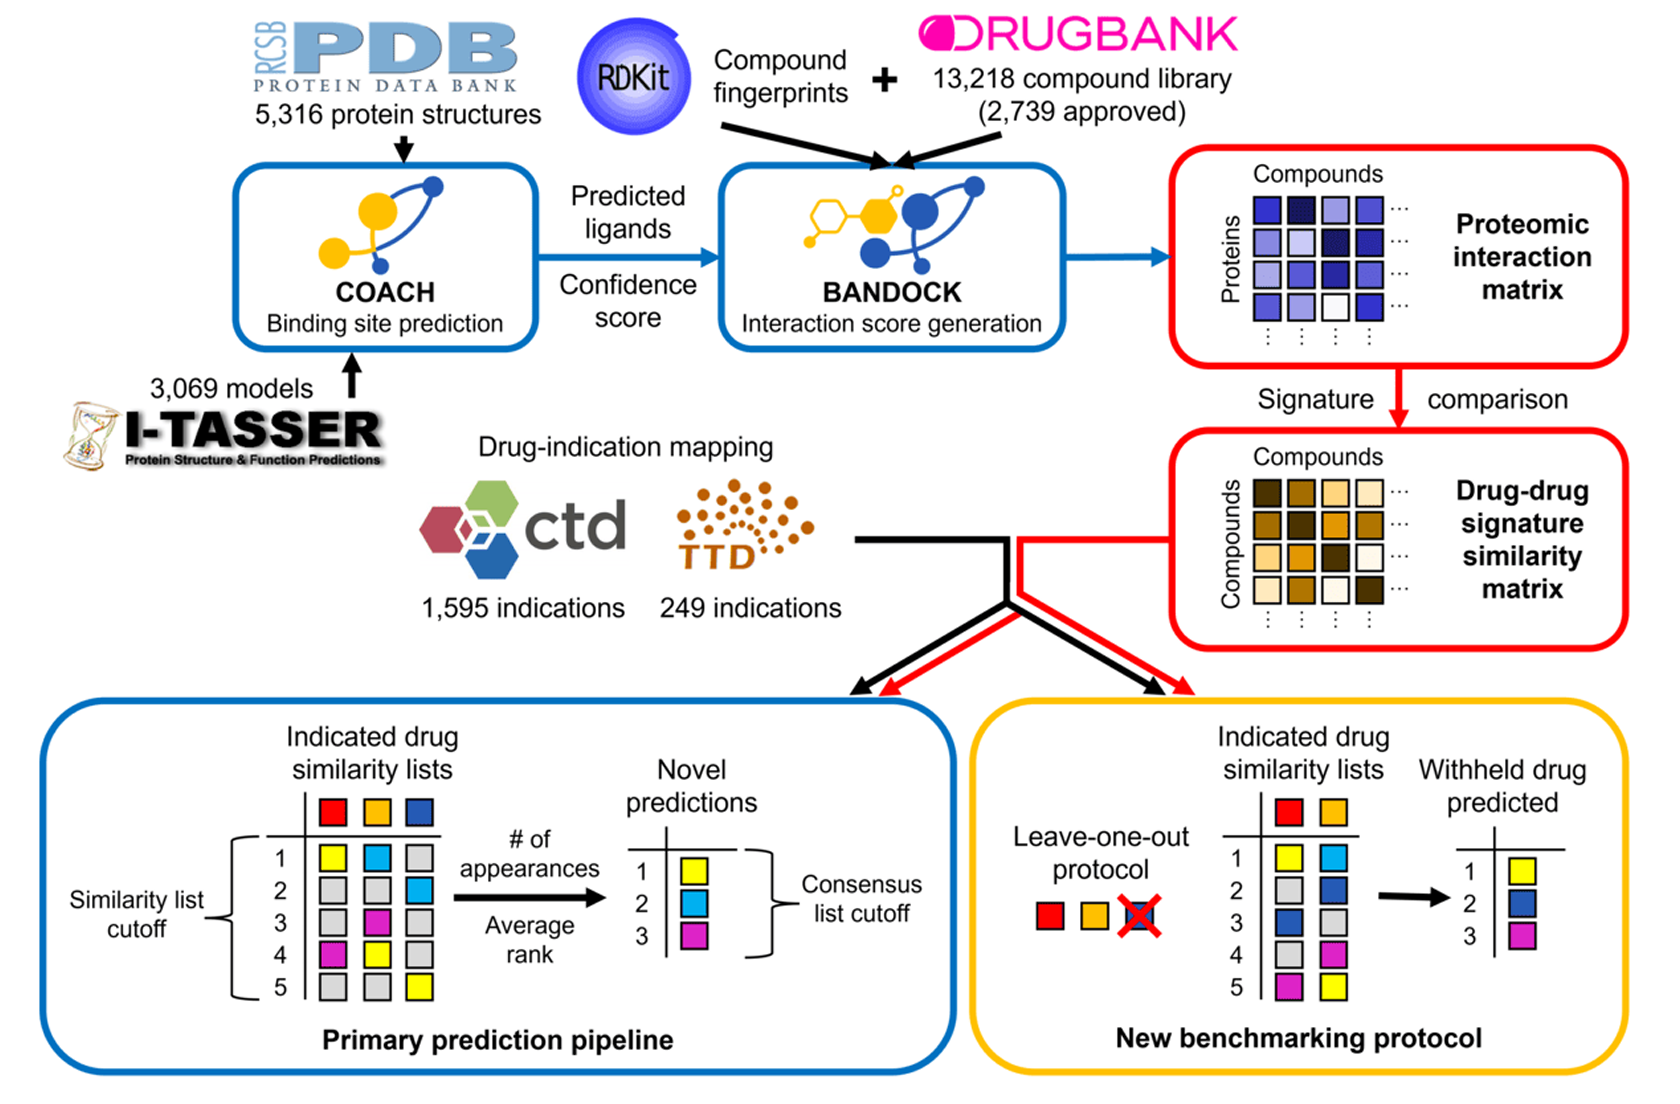 RCSB
PDB
PROTEIN DATA BANK
5,316 protein structures
RDKit
Compound
fingerprints
+
DRUGBANK
13,218 compound library
(2,739 approved)
COACH
Binding site prediction
Predicted
ligands
Confidence
score
BANDOCK
Interaction score generation
Compounds
Proteins
...
...
...
...
Proteomic
interaction
matrix
3,069 models
I-TASSER
Protein Structure & Function Predictions
Signature comparison
Drug-indication mapping
ctd
TTD
1,595 indications
249 indications
Compounds
Compounds
...
...
...
...
Drug-drug
signature
similarity
matrix
Indicated drug
similarity lists
1
2
3
4
5
Similarity list
cutoff
# of
appearances
Average
rank
Novel
predictions
1
2
3
Consensus
list cutoff
Primary prediction pipeline
Leave-one-out
protocol
Indicated drug
similarity lists
1
2
3
4
5
Withheld drug
predicted
1
2
3
New benchmarking protocol